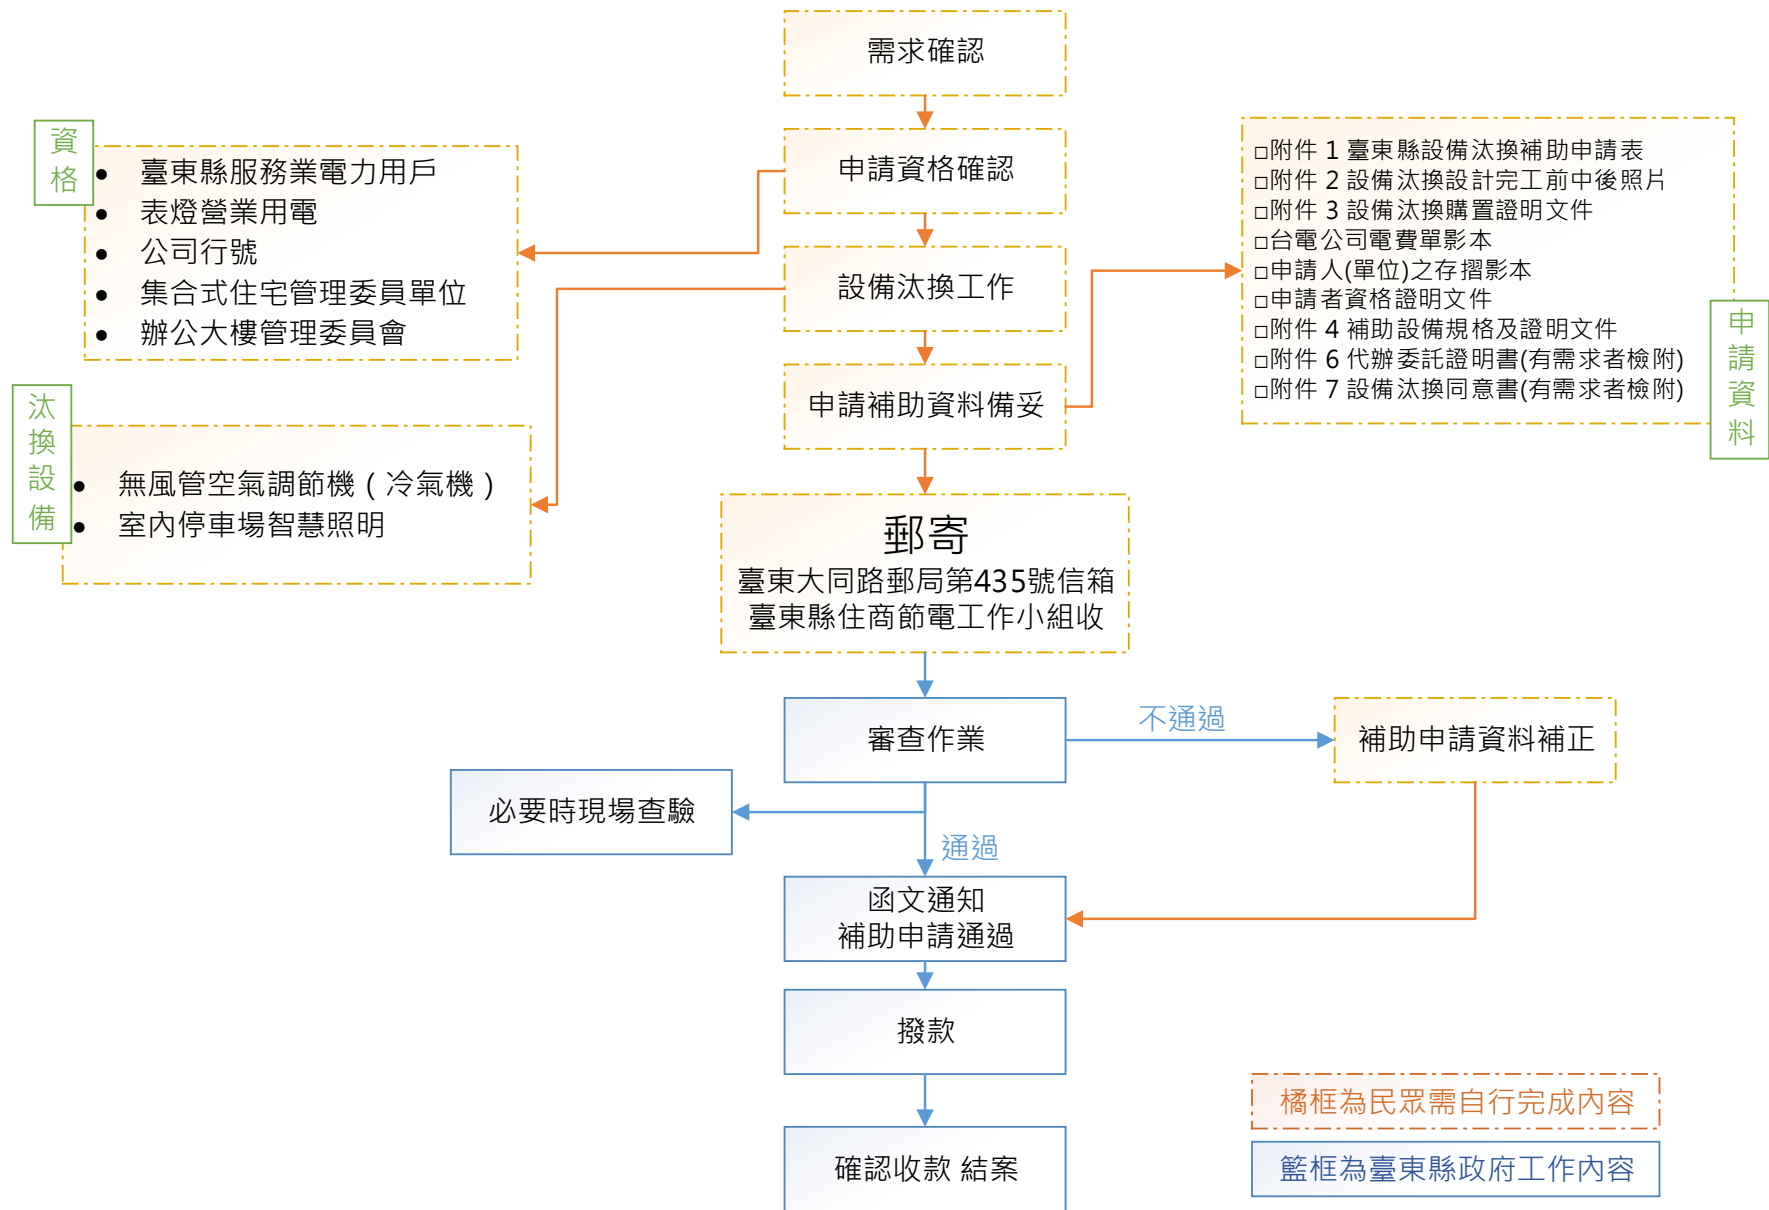 需求確認
申請資格確認
設備汰換工作
申請補助資料備妥
資格
• 臺東縣服務業電力用戶
• 表燈營業用電
• 公司行號
• 集合式住宅管理委員單位
• 辦公大樓管理委員會
汰換設備
• 無風管空氣調節機（冷氣機）
• 室內停車場智慧照明
□附件 1 臺東縣設備汰換補助申請表
□附件 2 設備汰換設計完工前中後照片
□附件 3 設備汰換購置證明文件
□台電公司電費單影本
□申請人(單位)之存摺影本
□申請者資格證明文件
□附件 4 補助設備規格及證明文件
□附件 6 代辦委託證明書(有需求者檢附)
□附件 7 設備汰換同意書(有需求者檢附)
申請資料
郵寄
臺東大同路郵局第435號信箱
臺東縣住商節電工作小組收
審查作業
不通過
補助申請資料補正
必要時現場查驗
通過
函文通知
補助申請通過
撥款
確認收款 結案
橘框為民眾需自行完成內容
籃框為臺東縣政府工作內容